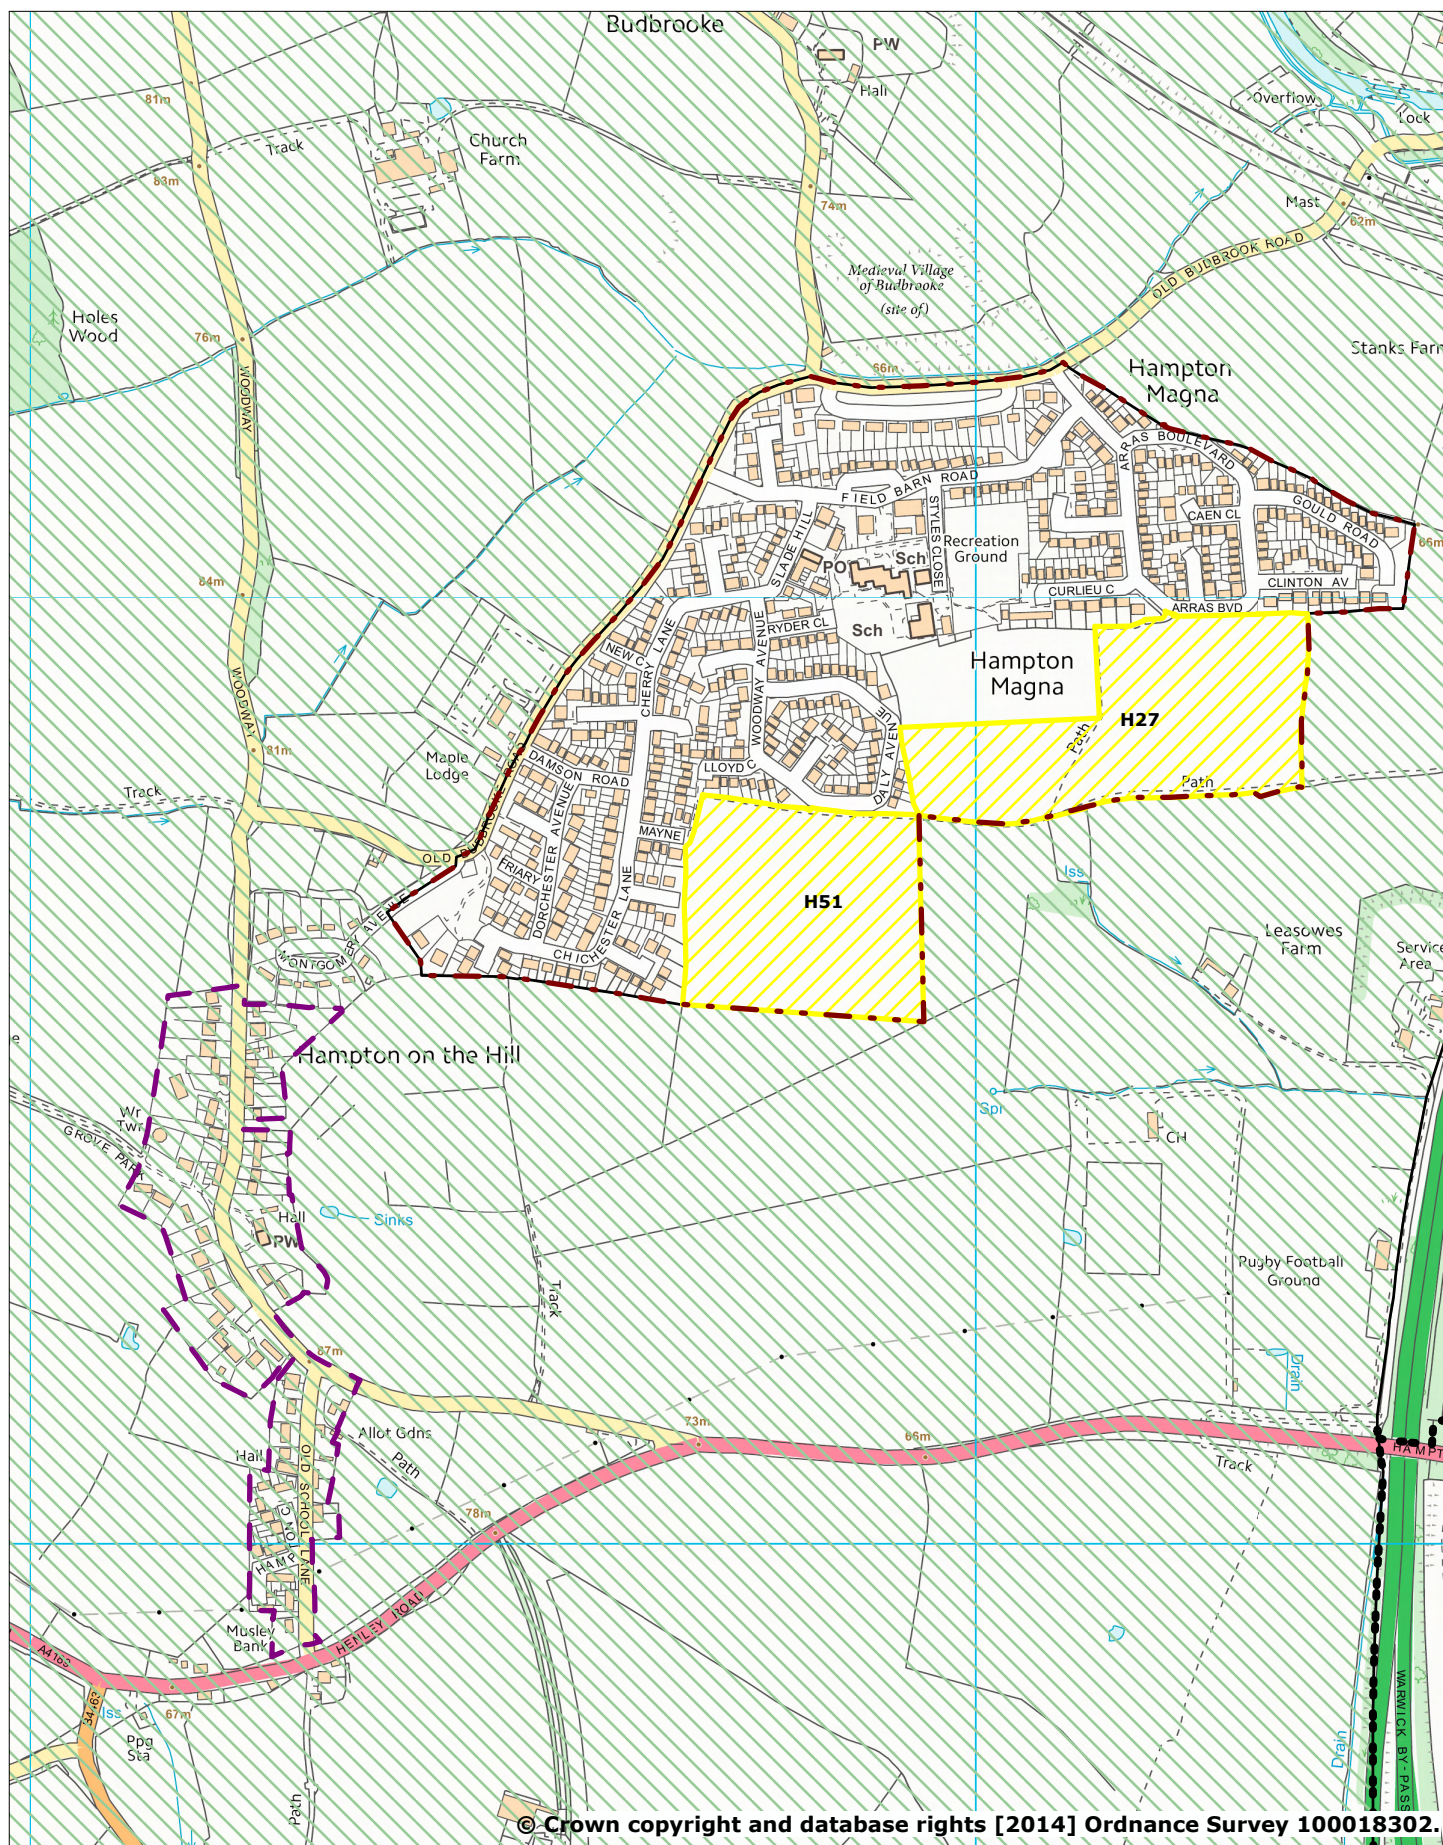 Budbrooke
PW
Hall
Overflow
Lock
81m
Track
Church
Farm
83m
74m
Mast
62m
OLD BUDBROOK ROAD
Medieval Village
of Budbrooke
(site of)
Holes
Wood
76m
66m
Stanks Farm
Hampton
Magna
WOODWAY
ARRAS BOULEVARD
FIELD BARN ROAD
STYLES CLOSE
CAEN CL
GOULD ROAD
Recreation
Ground
SLADE HILL
PO
Sch
66m
84m
CURLIEU C
CLINTON AV
ARRAS BVD
RYDER CL
Sch
NEW C
CHERRY LANE
WOODWAY AVENUE
Hampton
Magna
WOODWAY
H27
Path
81m
Maple
Lodge
DAMSON ROAD
LLOYD C
DALY AVENUE
Path
Track
OLD BUDBROOKE ROAD
MAYNE
FRIARY
DORCHESTER AVENUE
CHICHESTER LANE
H51
Iss
MONTGOMERY AVENUE
Leasowes
Farm
Service
Area
Hampton on the Hill
Wr
Twr
GROVE PARK
Spr
CH
Hall
Sinks
PW
Rugby Football
Ground
Track
87m
Drain
Allot Gdns
73m
66m
Hall
Path
Track
HAMPT
OLD SCHOOL LANE
78m
HAMPTON C
Musley
Bank
HENLEY ROAD
A4189
Iss
67m
Ppg
Sta
Path
Drain
WARWICK BY-PASS
© Crown copyright and database rights [2014] Ordnance Survey 100018302.